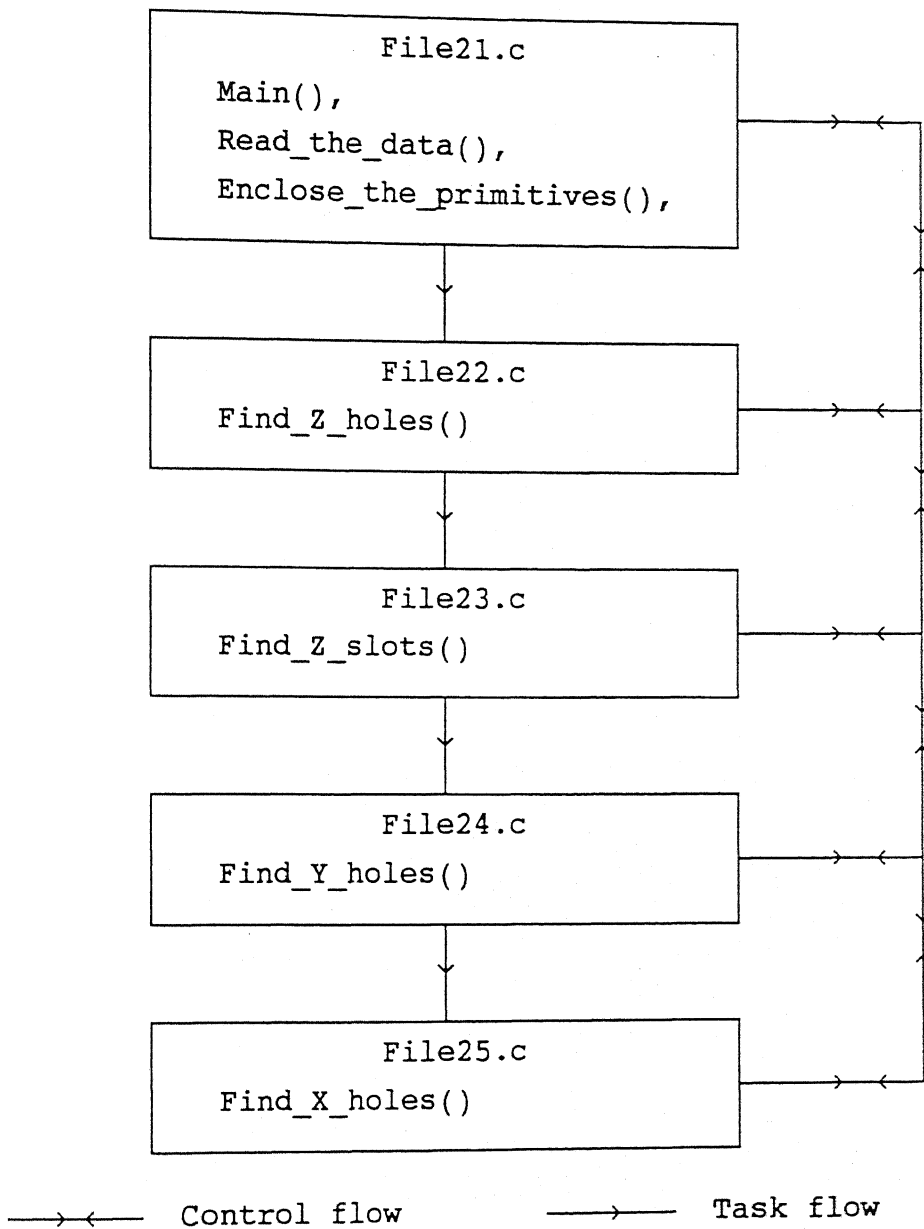 File21.c
Main(),
Read_the_data(),
Enclose_the_primitives(),
File22.c
Find_Z_holes()
File23.c
Find_Z_slots()
File24.c
Find_Y_holes()
File25.c
Find_X_holes()
Control flow
Task flow